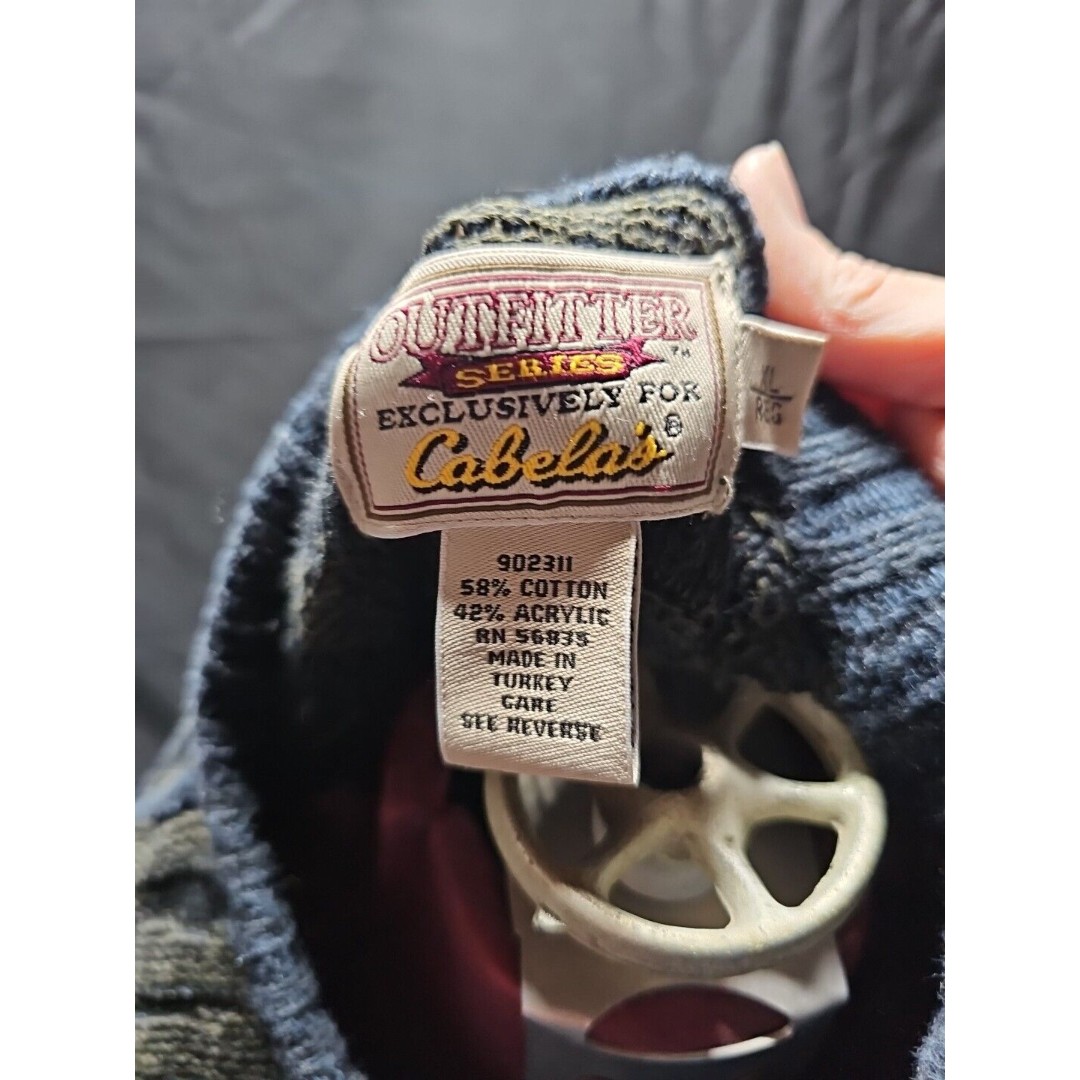 OUTFITTER
SERIES™
EXCLUSIVELY FOR
Cabela's®
XL
REG
902311
58% COTTON
42% ACRYLIC
RN 56835
MADE IN
TURKEY
CARE
SEE REVERSE